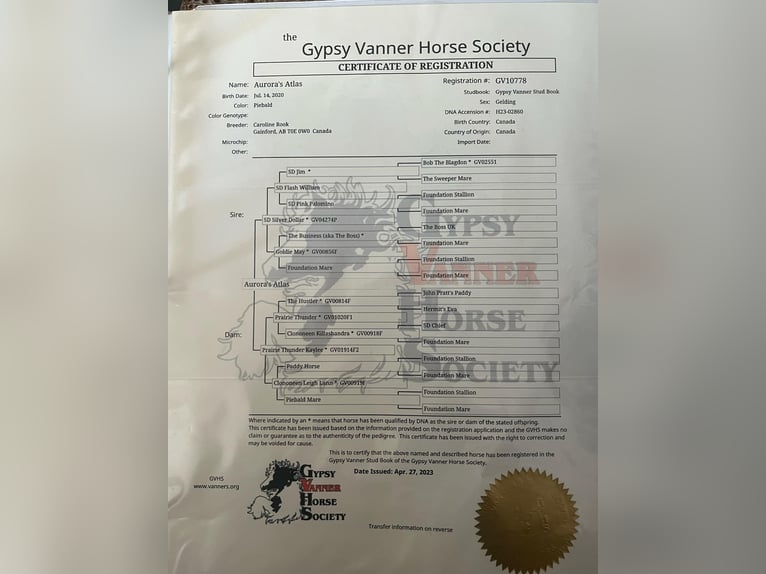 the
Gypsy Vanner Horse Society
CERTIFICATE OF REGISTRATION
Name: Aurora's Atlas
Registration #: GV10778
Birth Date: Jul. 14, 2020
Studbook: Gypsy Vanner Stud Book
Color: Piebald
Sex: Gelding
Color Genotype:
DNA Accession #: H23-02860
Breeder: Caroline Rook
Gainford, AB T0E 0W0 Canada
Birth Country: Canada
Country of Origin: Canada
Microchip:
Import Date:
Other:
Bob The Blagdon * GV02551
SD Jim *
The Sweeper Mare
SD Flash William
Foundation Stallion
SD Pink Palomino
Foundation Mare
Sire:
SD Silver Dollar * GV04274P
The Boss UK
The Business (aka The Boss) *
Foundation Mare
Goldie May * GV00856F
Foundation Stallion
Foundation Mare
Foundation Mare
Aurora's Atlas
John Pratt's Paddy
The Hustler * GV00814F
Hermit's Eva
Prairie Thunder * GV01020F1
SD Chief
Dam:
Clononeen Killashandra * GV00918F
Foundation Mare
Prairie Thunder Kaylee * GV01914F2
Foundation Stallion
Paddy Horse
Foundation Mare
Clononeen Leigh Lann * GV00919F
Foundation Stallion
Piebald Mare
Foundation Mare
GYPSY
VANNER
HORSE
SOCIETY
Where indicated by an * means that horse has been qualified by DNA as the sire or dam of the stated offspring.
This certificate has been issued based on the information provided on the registration application and the GVHS makes no
claim or guarantee as to the authenticity of the pedigree. This certificate has been issued with the right to correction and
may be voided for cause.
This is to certify that the above named and described horse has been registered in the
Gypsy Vanner Stud Book of the Gypsy Vanner Horse Society.
Date Issued: Apr. 27, 2023
GVHS
www.vanners.org
GYPSY
VANNER
HORSE
SOCIETY
Transfer information on reverse